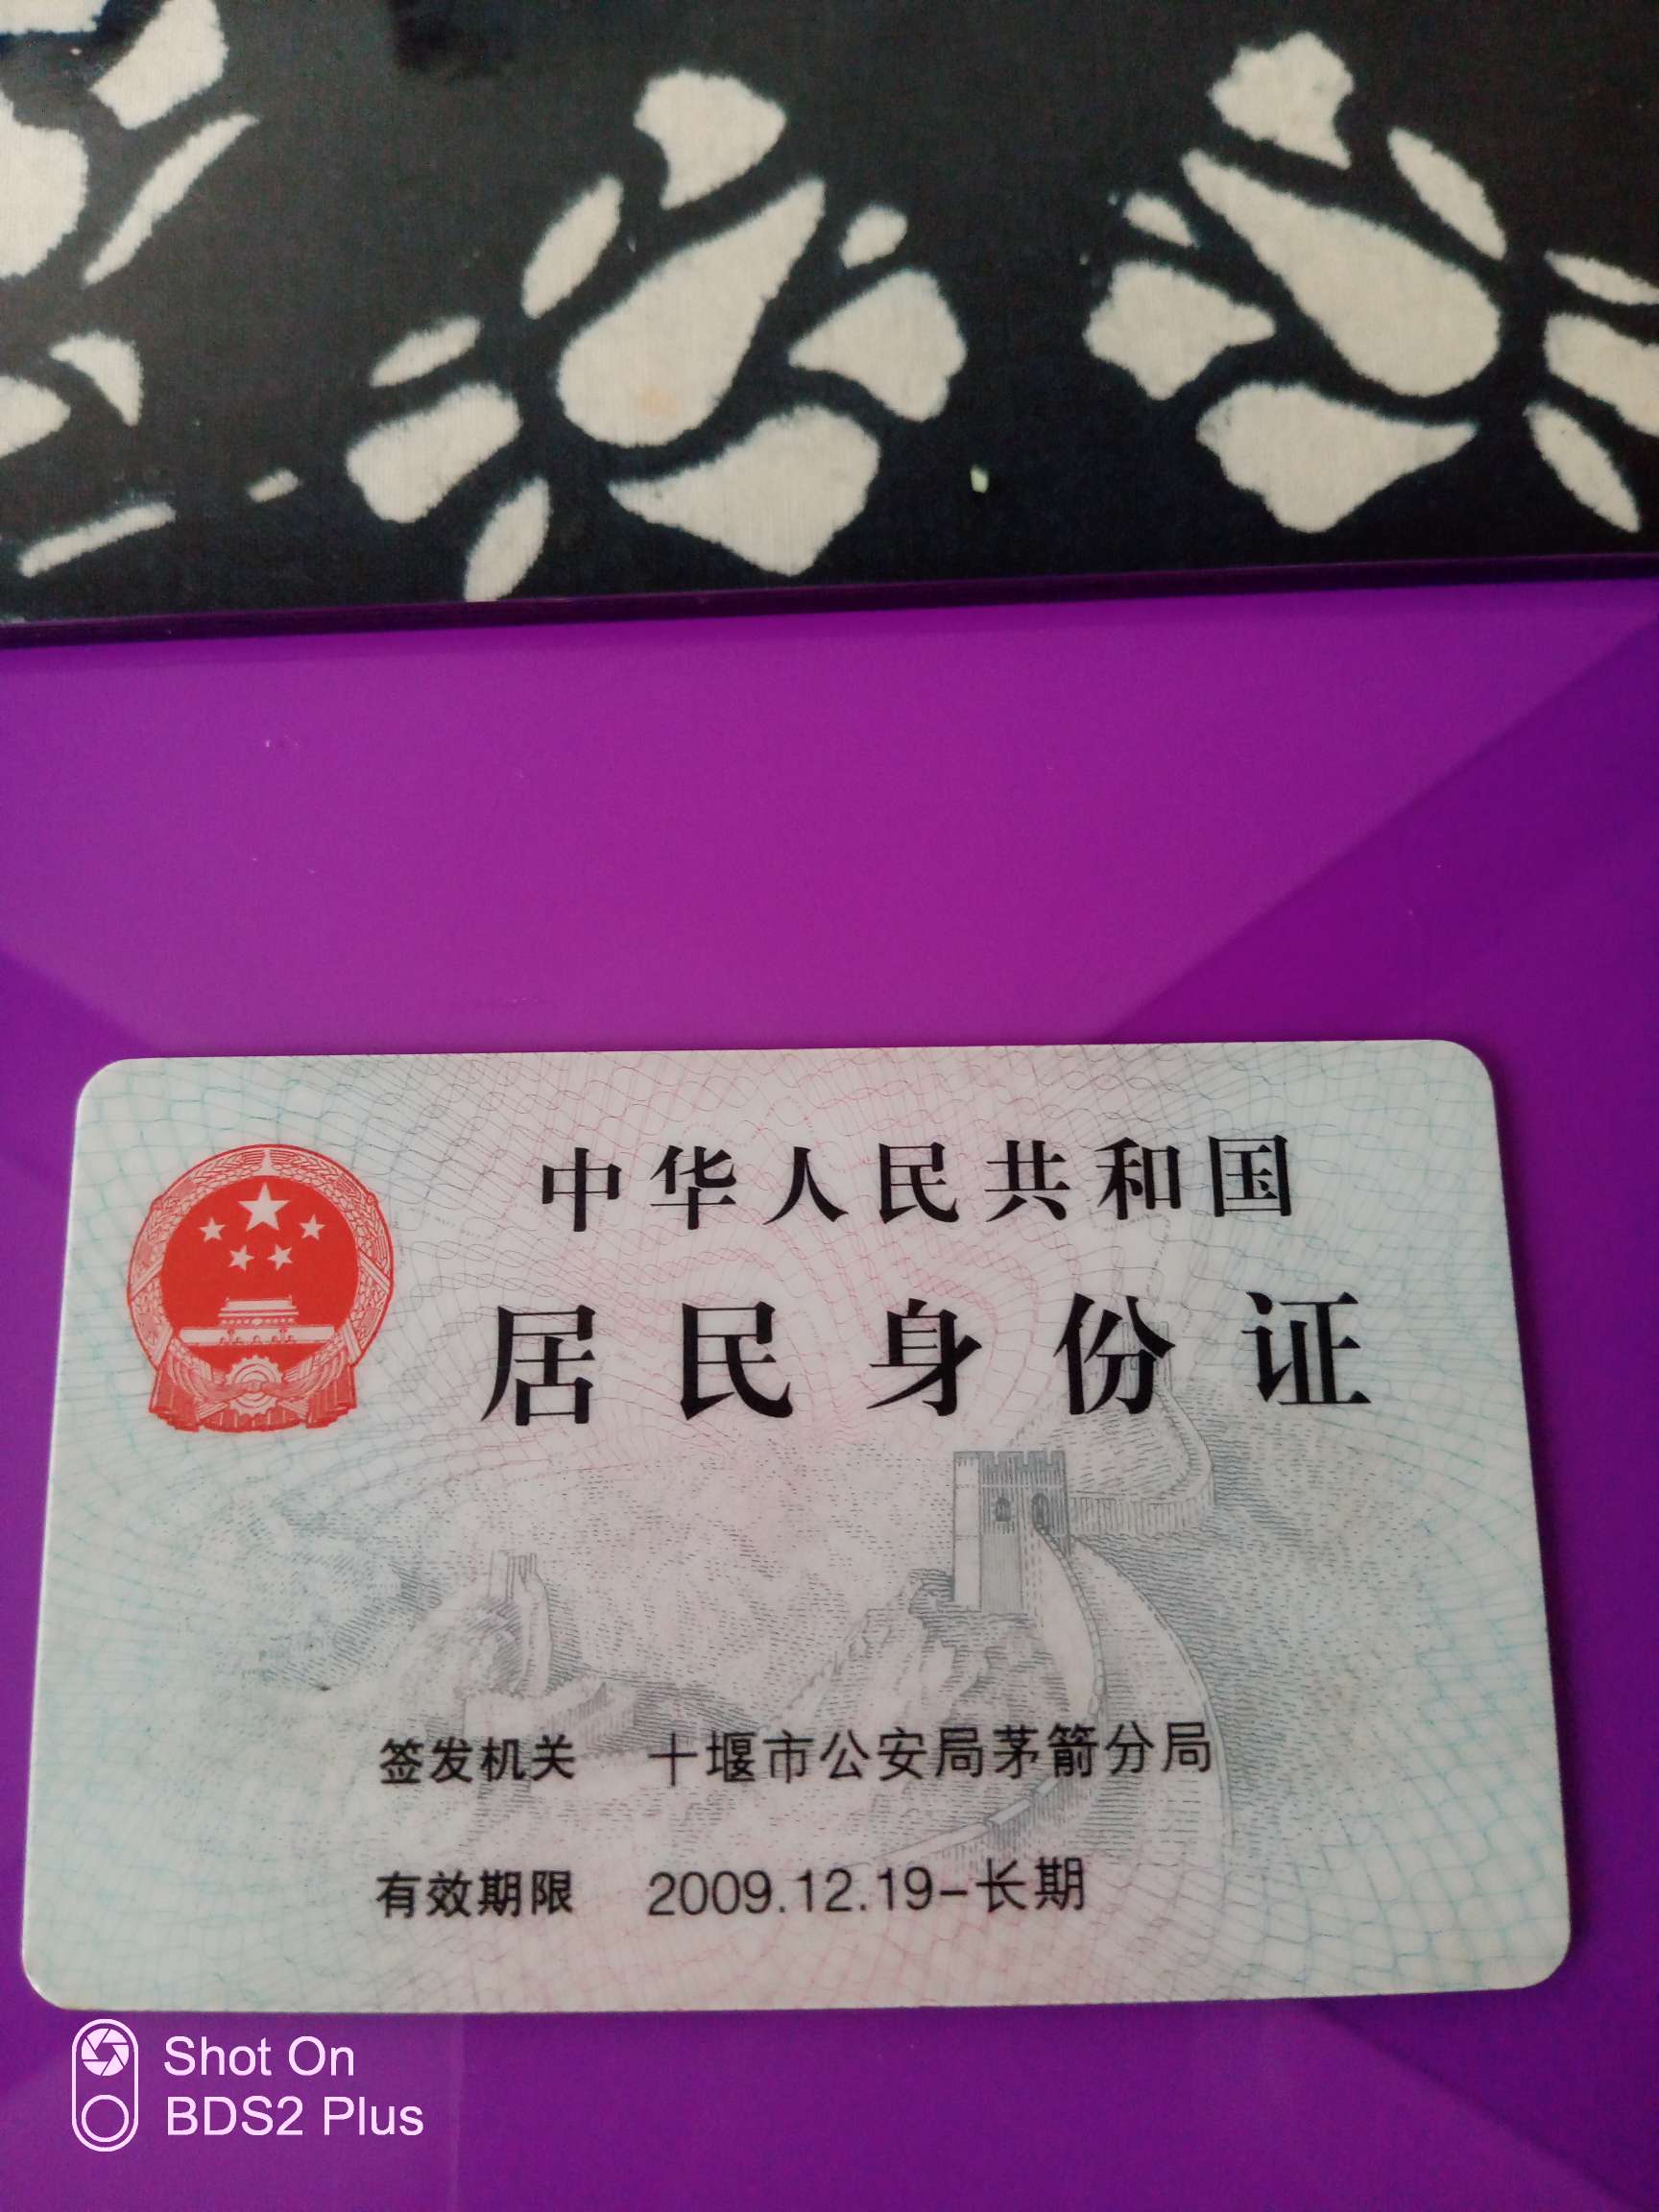 中华人民共和国
居民身份证
签发机关 十堰市公安局茅箭分局
有效期限 2009.12.19-长期
Shot On
BDS2 Plus